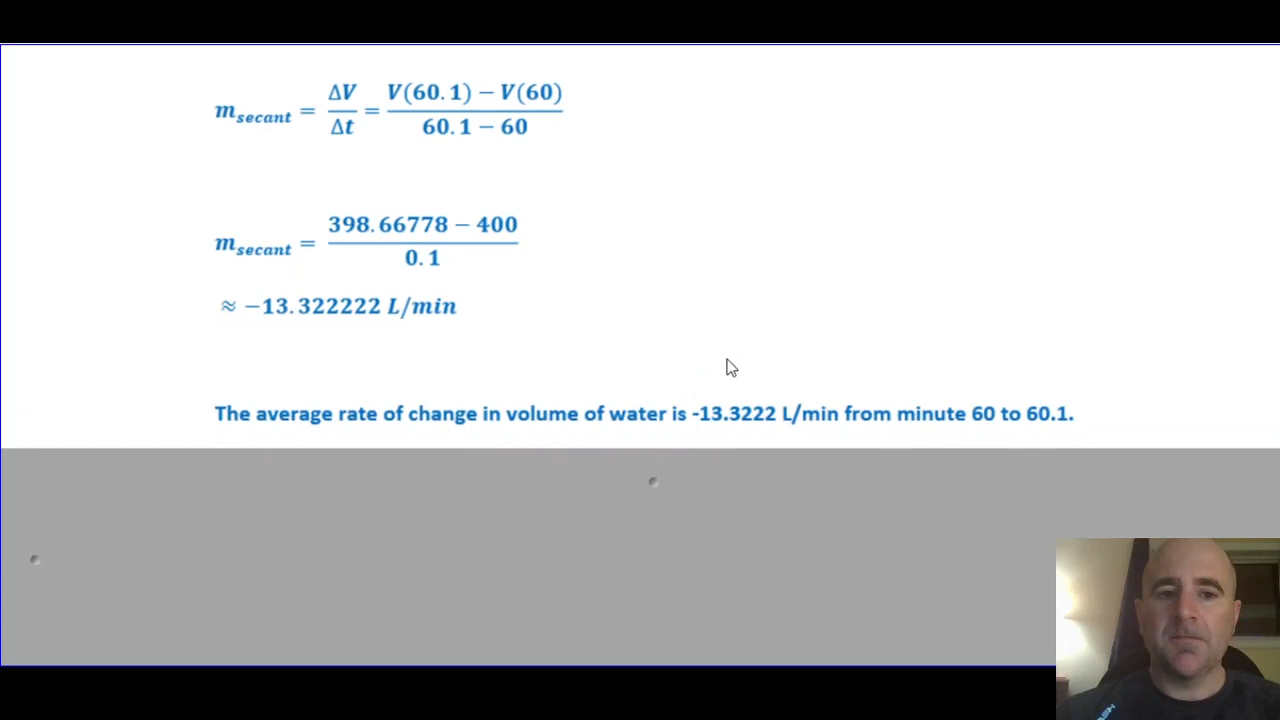 m_secant = ΔV/Δt = (V(60.1) − V(60))/(60.1 − 60)
m_secant = (398.66778 − 400)/0.1
≈ −13.322222 L/min
The average rate of change in volume of water is -13.3222 L/min from minute 60 to 60.1.